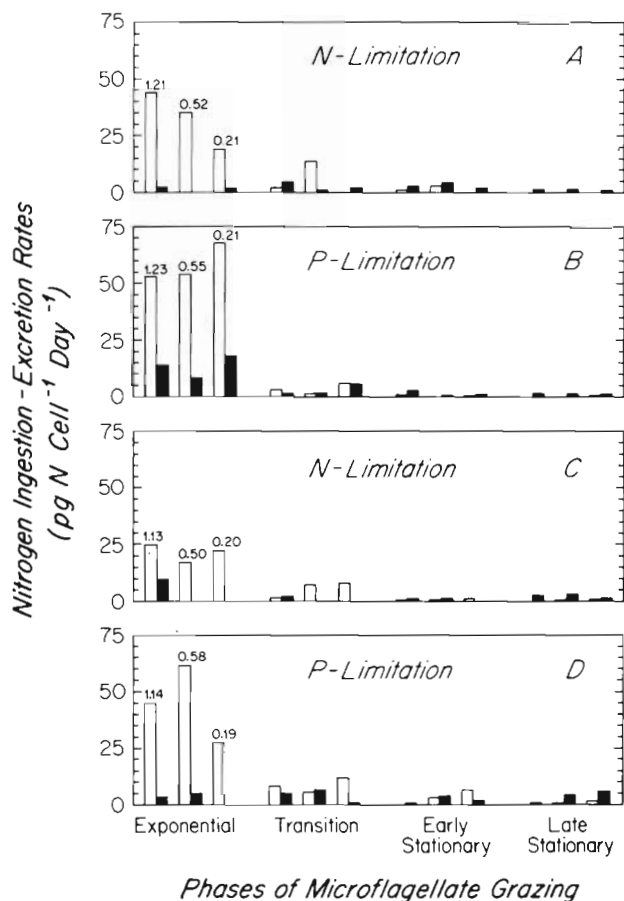 Nitrogen Ingestion-Excretion Rates
(pg N Cell⁻¹ Day⁻¹)
75
50
25
0
N-Limitation
A
1.21
0.52
0.21
75
50
25
0
P-Limitation
B
1.23
0.55
0.21
75
50
25
0
N-Limitation
C
1.13
0.50
0.20
75
50
25
0
P-Limitation
D
1.14
0.58
0.19
Exponential
Transition
Early
Stationary
Late
Stationary
Phases of Microflagellate Grazing